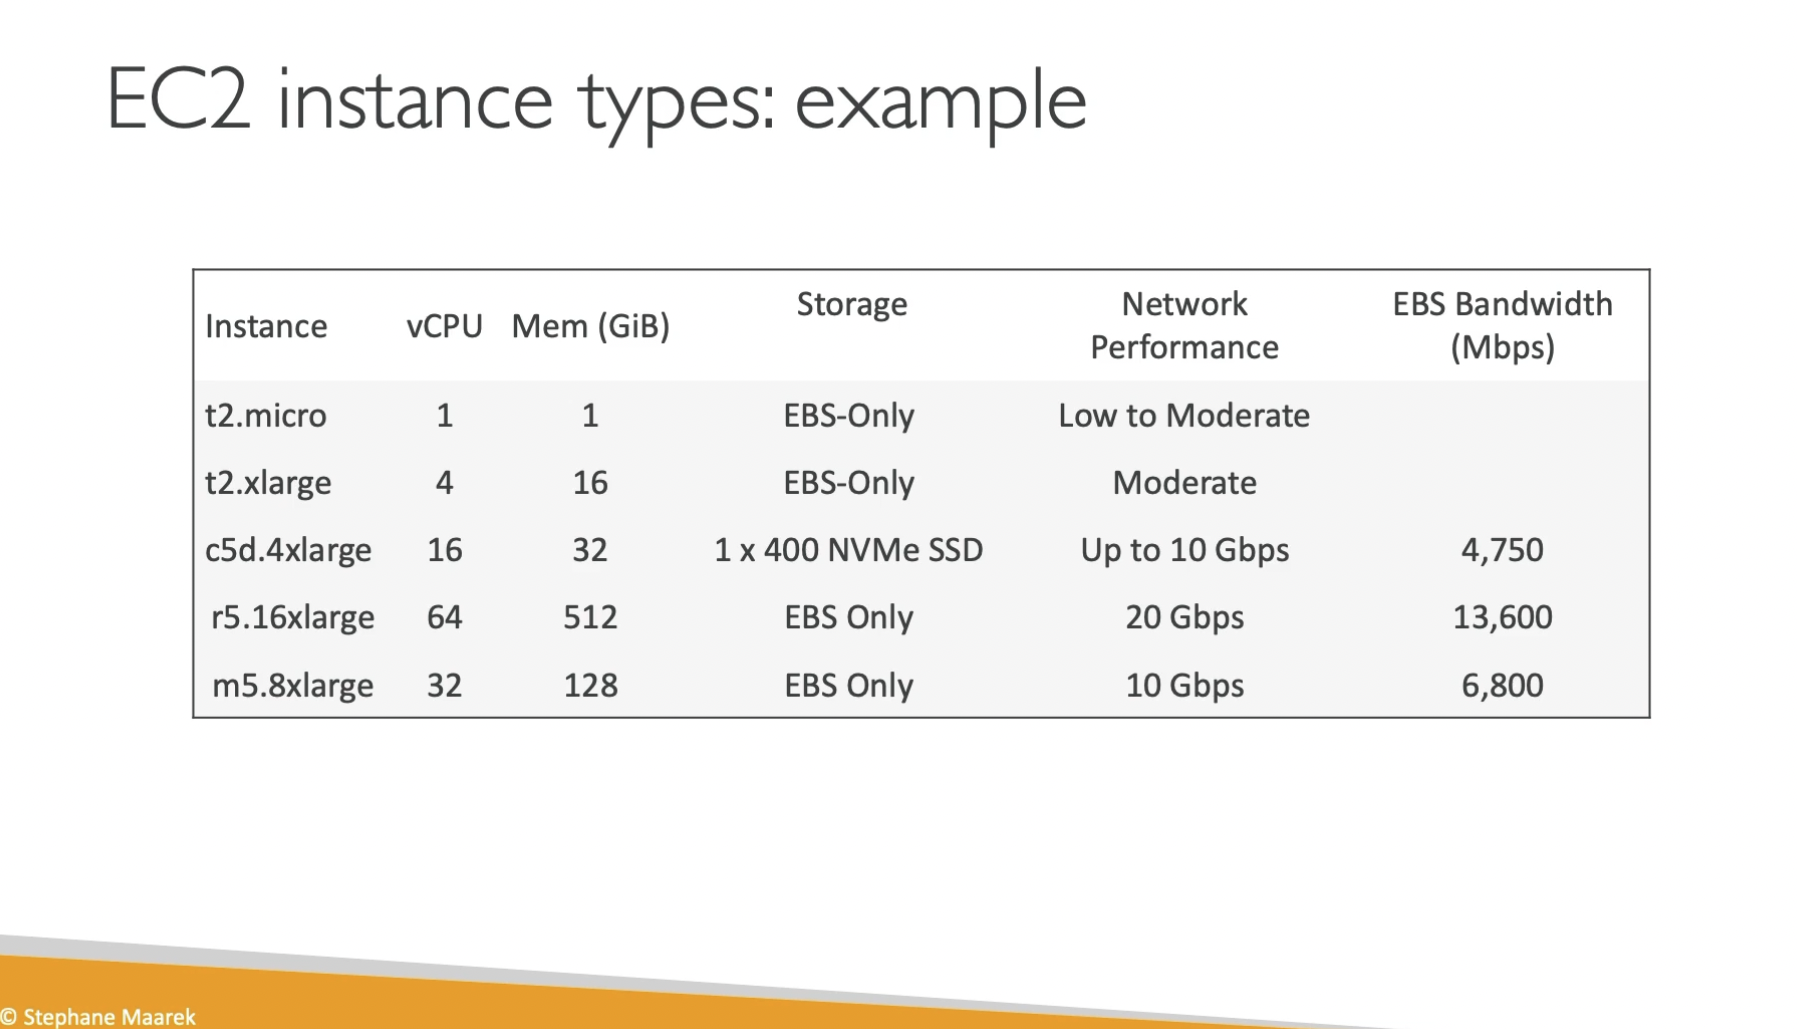 EC2 instance types: example
Instance vCPU Mem (GiB) Storage Network Performance EBS Bandwidth (Mbps)
t2.micro 1 1 EBS-Only Low to Moderate
t2.xlarge 4 16 EBS-Only Moderate
c5d.4xlarge 16 32 1 x 400 NVMe SSD Up to 10 Gbps 4,750
r5.16xlarge 64 512 EBS Only 20 Gbps 13,600
m5.8xlarge 32 128 EBS Only 10 Gbps 6,800
© Stephane Maarek